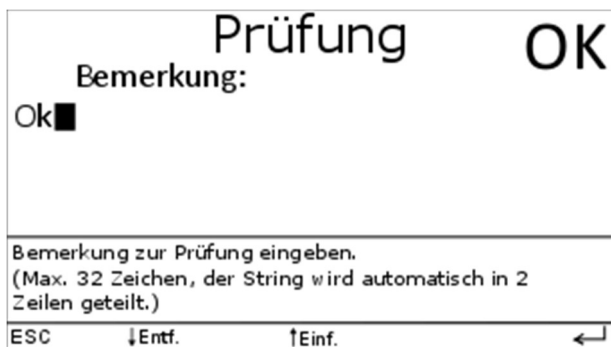 Prüfung OK
Bemerkung:
Ok
Bemerkung zur Prüfung eingeben.
(Max. 32 Zeichen, der String wird automatisch in 2
Zeilen geteilt.)
ESC ↓Entf. ↑Einf. ↵